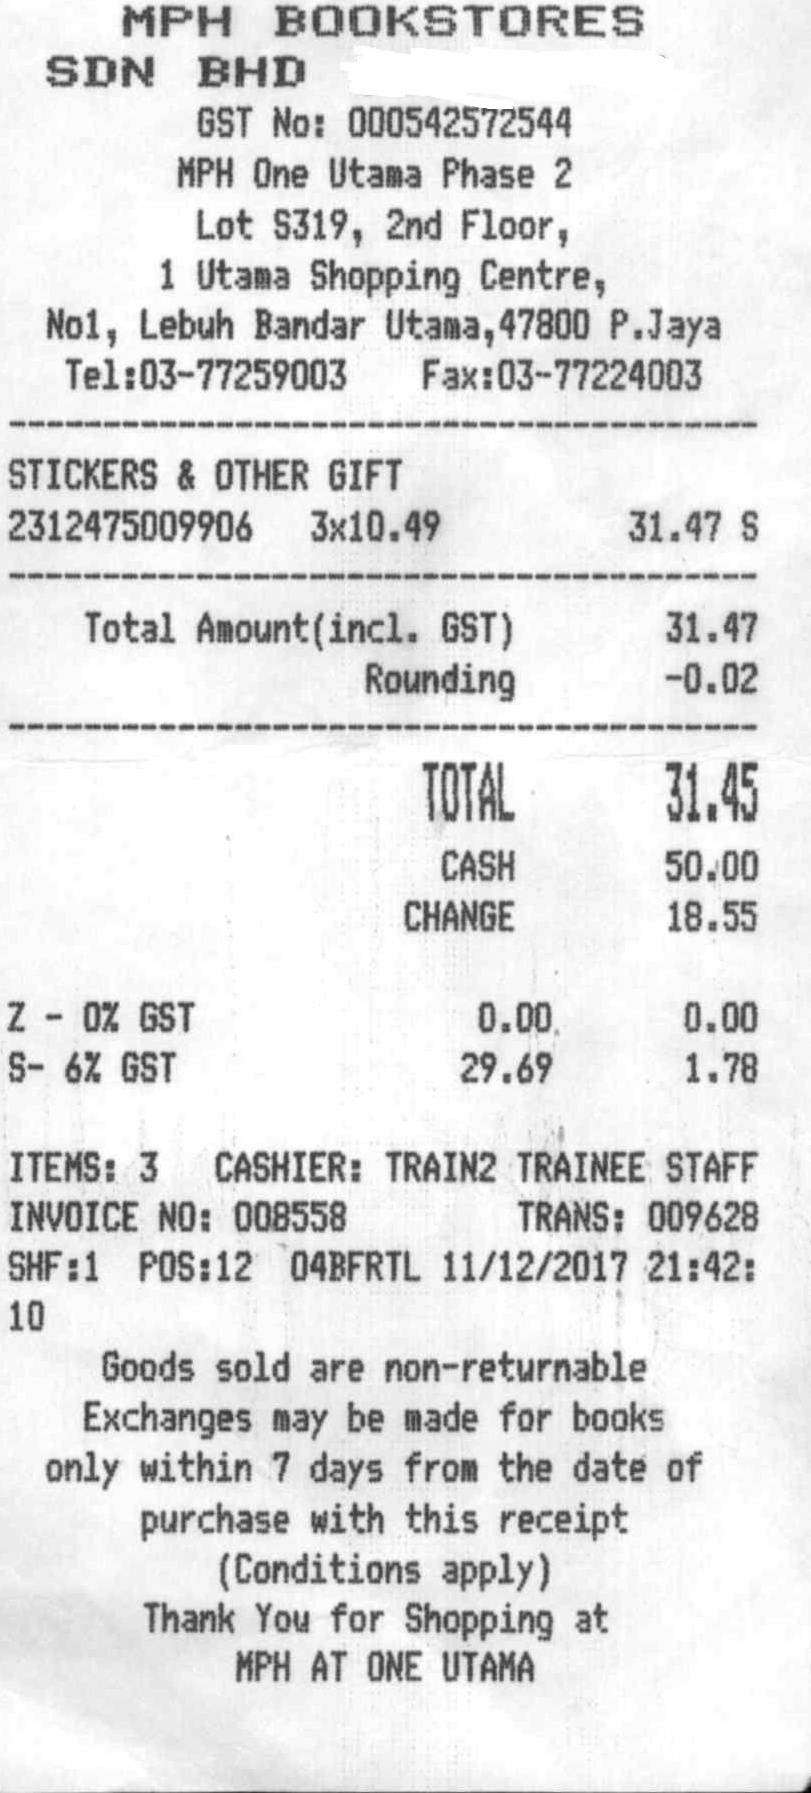 MPH BOOKSTORES
SDN BHD
GST No: 000542572544
MPH One Utama Phase 2
Lot S319, 2nd Floor,
1 Utama Shopping Centre,
No1, Lebuh Bandar Utama,47800 P.Jaya
Tel:03-77259003 Fax:03-77224003
STICKERS & OTHER GIFT
2312475009906 3x10.49 31.47 S
Total Amount(incl. GST) 31.47
Rounding -0.02
TOTAL 31.45
CASH 50.00
CHANGE 18.55
Z - 0% GST 0.00 0.00
S- 6% GST 29.69 1.78
ITEMS: 3 CASHIER: TRAIN2 TRAINEE STAFF
INVOICE NO: 008558 TRANS: 009628
SHF:1 POS:12 04BFRTL 11/12/2017 21:42:
10
Goods sold are non-returnable
Exchanges may be made for books
only within 7 days from the date of
purchase with this receipt
(Conditions apply)
Thank You for Shopping at
MPH AT ONE UTAMA